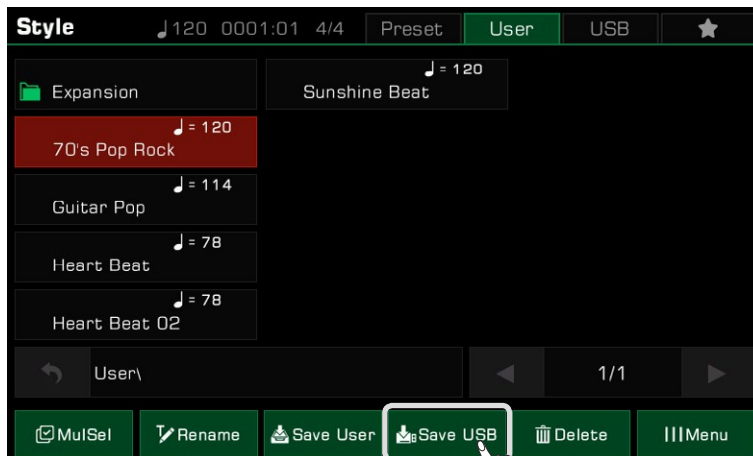 Style ♩120 0001:01 4/4 Preset User USB
Expansion
♩= 120
Sunshine Beat
♩= 120
70's Pop Rock
♩= 114
Guitar Pop
♩= 78
Heart Beat
♩= 78
Heart Beat 02
User\ 1/1
MulSel Rename Save User Save USB Delete Menu